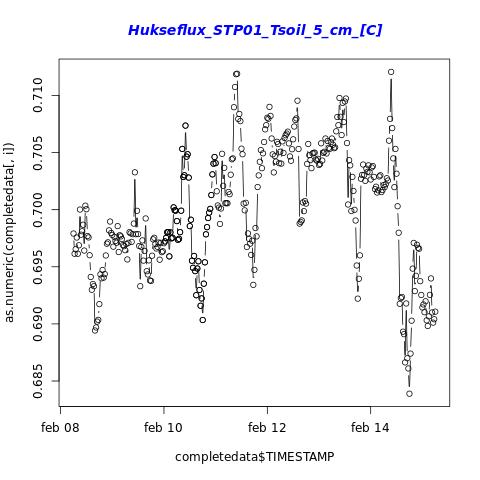 Hukseflux_STP01_Tsoil_5_cm_[C]
as.numeric(completedata[, i])
0.710
0.705
0.700
0.695
0.690
0.685
feb 08 feb 10 feb 12 feb 14
completedata$TIMESTAMP